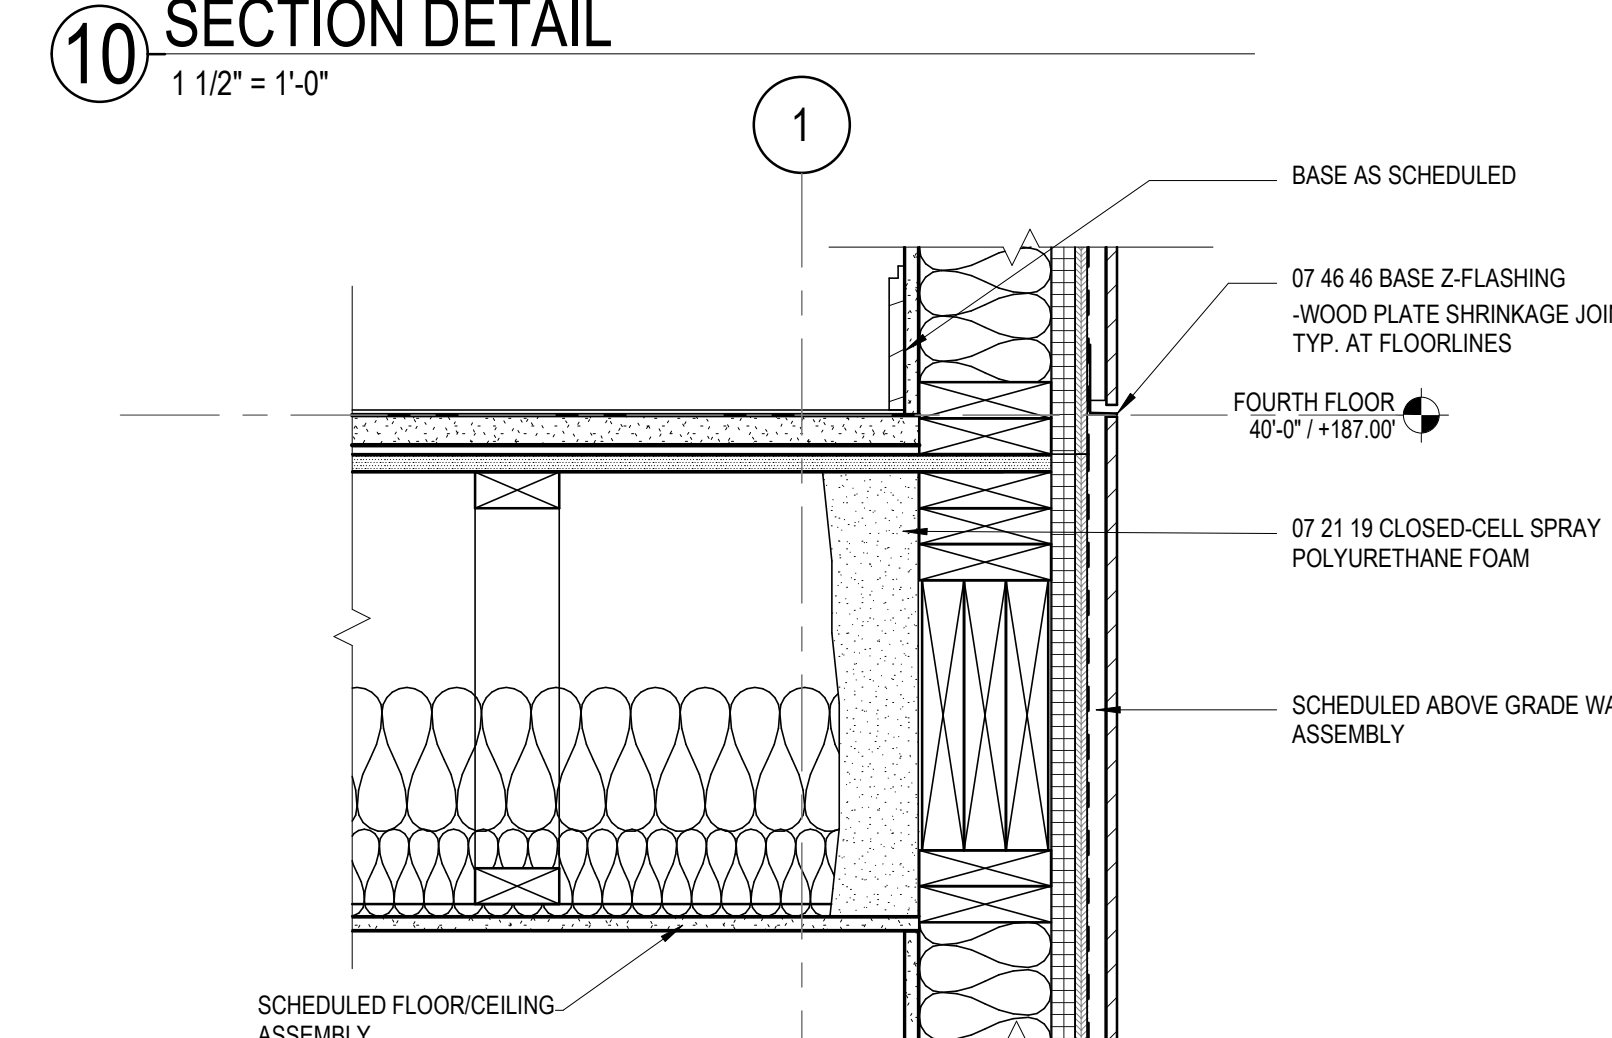 10 SECTION DETAIL
1 1/2" = 1'-0"
1
BASE AS SCHEDULED
07 46 46 BASE Z-FLASHING
-WOOD PLATE SHRINKAGE
TYP. AT FLOORLINES
FOURTH FLOOR
40'-0" / +187.00'
07 21 19 CLOSED-CELL SPRAY
POLYURETHANE FOAM
SCHEDULED ABOVE GRADE
ASSEMBLY
SCHEDULED FLOOR/CEILING
ASSEMBLY